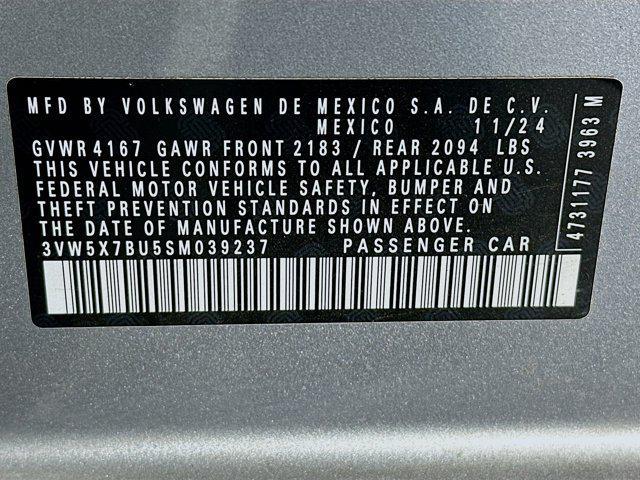 MFD BY VOLKSWAGEN DE MEXICO S.A. DE C.V.
MEXICO 11/24
GVWR 4167 GAWR FRONT 2183 / REAR 2094 LBS
THIS VEHICLE CONFORMS TO ALL APPLICABLE U.S.
FEDERAL MOTOR VEHICLE SAFETY, BUMPER AND
THEFT PREVENTION STANDARDS IN EFFECT ON
THE DATE OF MANUFACTURE SHOWN ABOVE.
3VW5X7BU5SM039237 PASSENGER CAR
4731177 3963 M